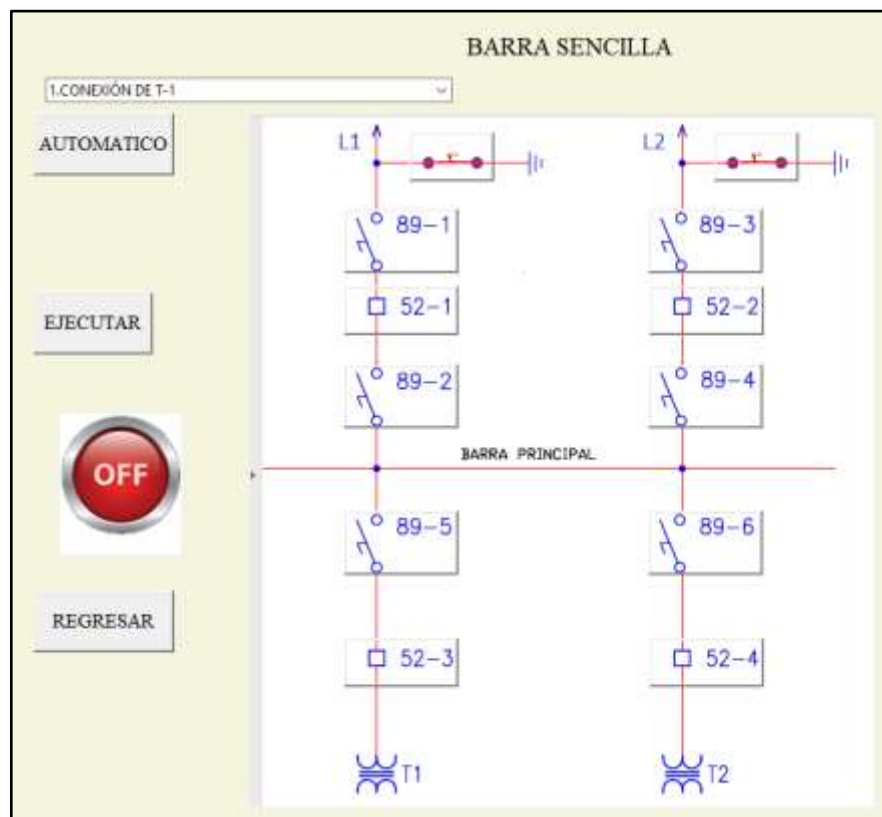 BARRA SENCILLA
1.CONEXIÓN DE T-1
AUTOMATICO
L1
L2
89-1
89-3
52-1
52-2
EJECUTAR
89-2
89-4
BARRA PRINCIPAL
OFF
89-5
89-6
REGRESAR
52-3
52-4
T1
T2